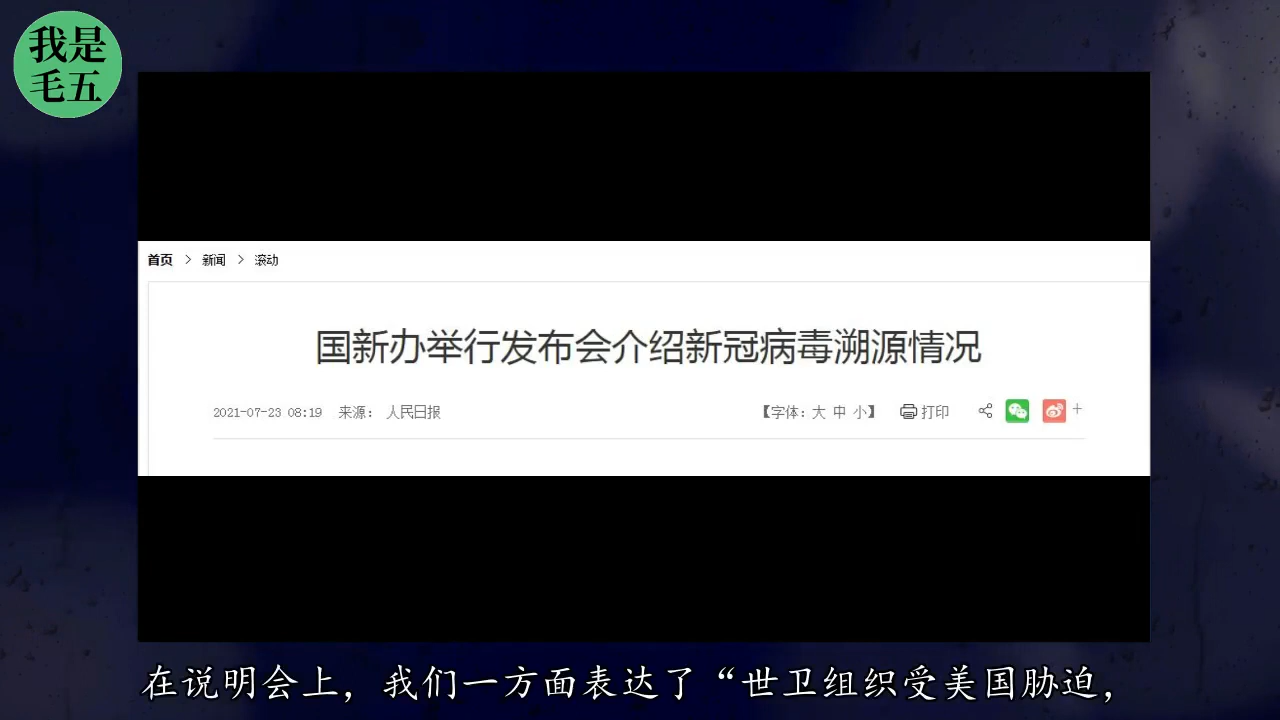 我是
毛五
首页 > 新闻 > 滚动
国新办举行发布会介绍新冠病毒溯源情况
2021-07-23 08:19 来源： 人民日报 【字体：大 中 小】 打印 +
在说明会上，我们一方面表达了“世卫组织受美国胁迫，